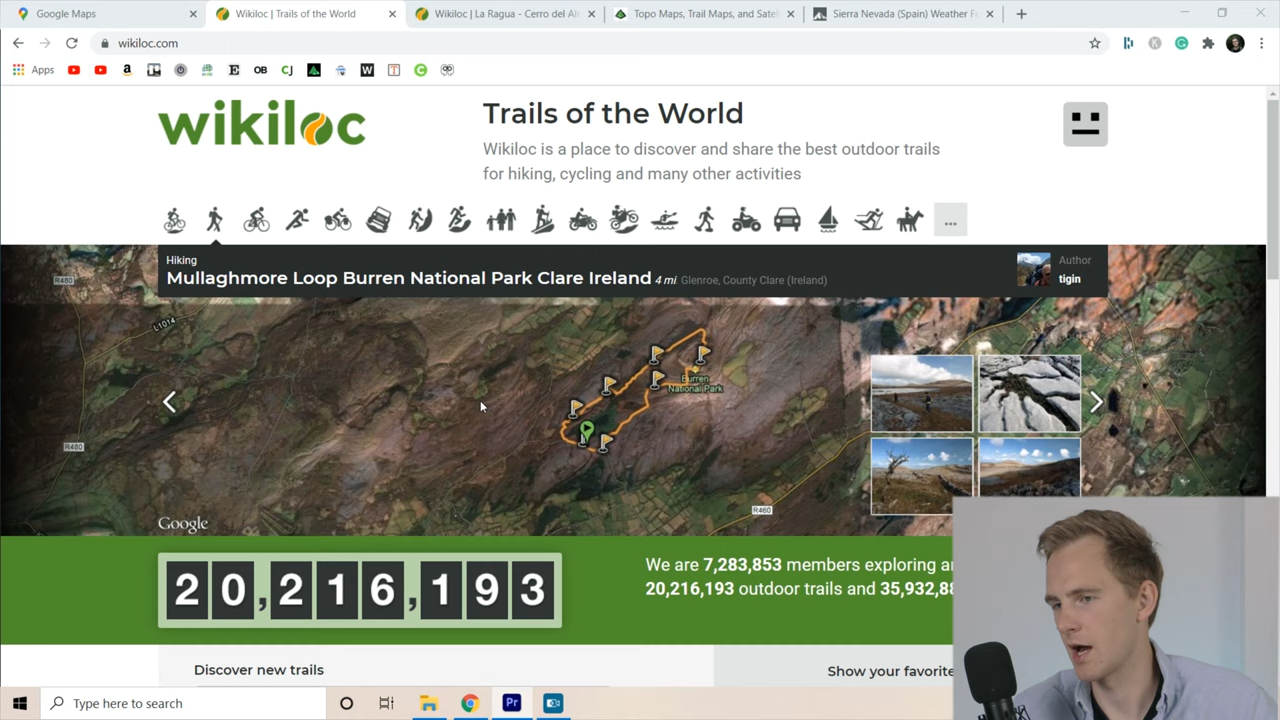 Google Maps
Wikiloc | Trails of the World
Wikiloc | La Ragua - Cerro del Al
Topo Maps, Trail Maps, and Sate
Sierra Nevada (Spain) Weather F
wikiloc.com
Apps
wikiloc
Trails of the World
Wikiloc is a place to discover and share the best outdoor trails
for hiking, cycling and many other activities
...
Hiking
Mullaghmore Loop Burren National Park Clare Ireland 4 mi Glenroe, County Clare (Ireland)
Author
tigin
R480
L1014
Burren
National Park
R480
R460
Google
20,216,193
We are 7,283,853 members exploring a
20,216,193 outdoor trails and 35,932,88
Discover new trails
Show your favorite
Type here to search
Pr